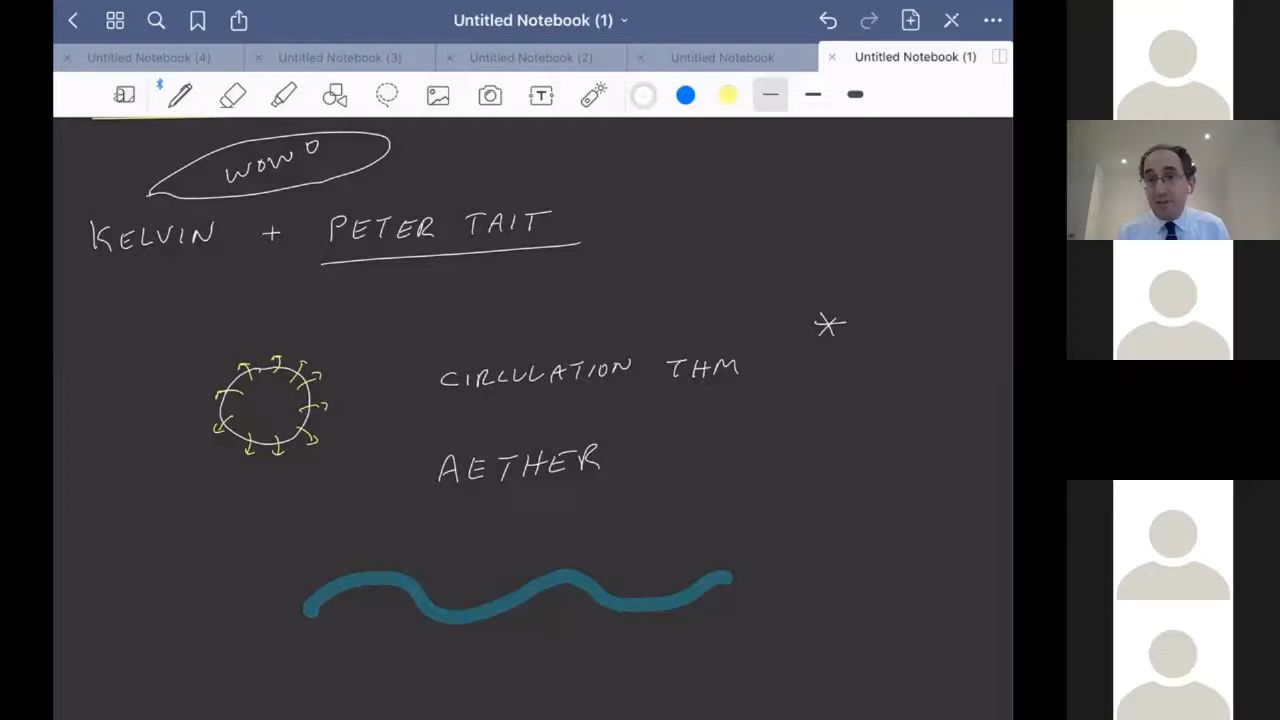 Untitled Notebook (1)
Untitled Notebook (4)
Untitled Notebook (3)
Untitled Notebook (2)
Untitled Notebook
Untitled Notebook (1)
WOW
KELVIN + PETER TAIT
CIRCULATION THM
AETHER